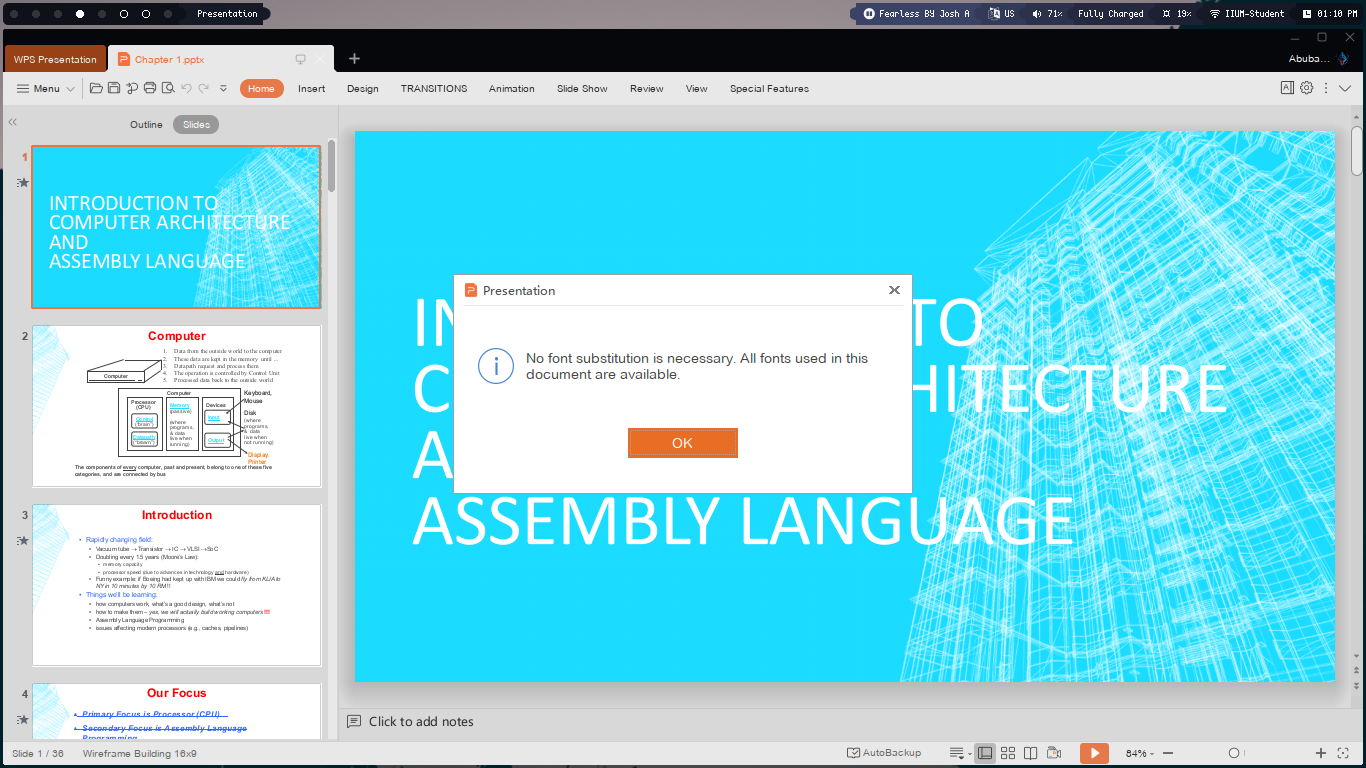 Presentation
Fearless BY Josh A
US
71%
Fully Charged
19%
IIUM-Student
01:10 PM
WPS Presentation
Chapter 1.pptx
Abuba...
Menu
Home
Insert
Design
TRANSITIONS
Animation
Slide Show
Review
View
Special Features
Outline
Slides
1
INTRODUCTION TO
COMPUTER ARCHITECTURE
AND
ASSEMBLY LANGUAGE
2
Computer
1. Data from the outside world to the computer
2. These data are kept in the memory until ...
3. Datapath request and process them
4. The operation is controlled by Control Unit
5. Processed data back to the outside world
Computer
Computer
Processor
(CPU)
Control
("brain")
Datapath
("brawn")
Memory
(passive)
(where
programs,
& data
live when
running)
Devices
Input
Output
Keyboard,
Mouse
Disk
(where
programs,
& data
live when
not running)
Display,
Printer
The components of every computer, past and present, belong to one of these five
categories, and are connected by bus
3
Introduction
• Rapidly changing field:
• Vacuum tube → Transistor → IC → VLSI → SoC
• Doubling every 1.5 years (Moore's Law):
• memory capacity
• processor speed (due to advances in technology and hardware)
• Funny example: if Boeing had kept up with IBM we could fly from KLIA to
NY in 10 minutes by 10 RM!!
• Things we'll be learning:
• how computers work, what's a good design, what's not
• how to make them – yes, we will actually build working computers!!!!
• Assembly Language Programming
• issues affecting modern processors (e.g., caches, pipelines)
4
Our Focus
• Primary Focus is Processor (CPU)
• Secondary Focus is Assembly Language
Programming
TO
HITECTURE
ASSEMBLY LANGUAGE
Presentation
No font substitution is necessary. All fonts used in this
document are available.
OK
Click to add notes
Slide 1 / 36
Wireframe Building 16x9
AutoBackup
84%